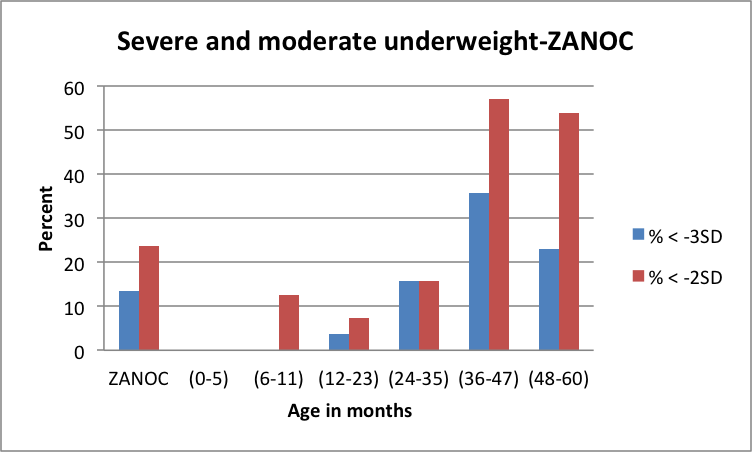 Severe and moderate underweight-ZANOC
60
50
40
30
20
10
0
Percent
% < -3SD
% < -2SD
ZANOC (0-5) (6-11) (12-23) (24-35) (36-47) (48-60)
Age in months